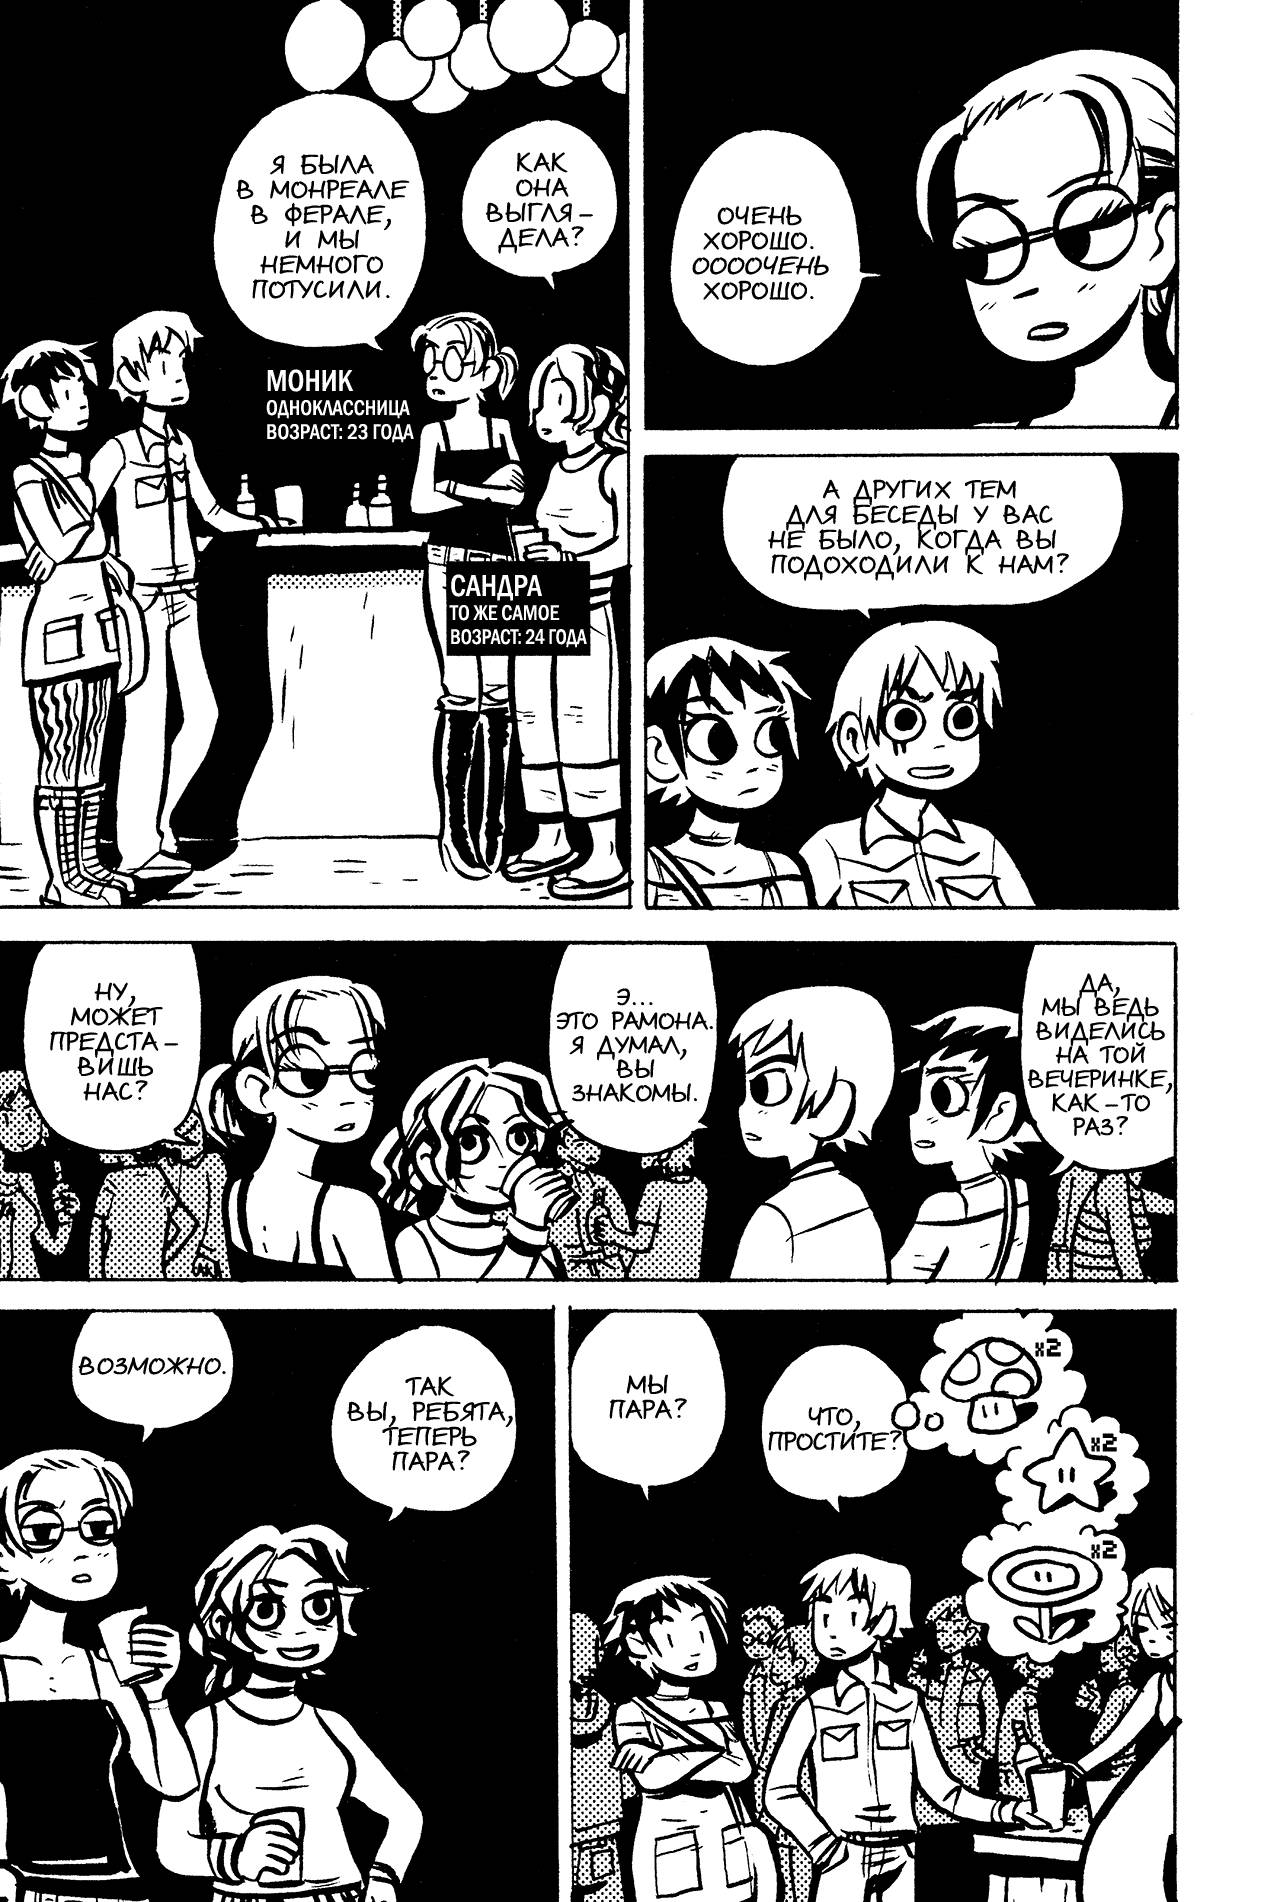 Я БЫЛА
В МОНРЕАЛЕ
В ФЕРАЛЕ,
И МЫ
НЕМНОГО
ПОТУСИЛИ.
КАК
ОНА
ВЫГЛЯ-
ДЕЛА?
МОНИК
ОДНОКЛАССНИЦА
ВОЗРАСТ: 23 ГОДА
САНДРА
ТО ЖЕ САМОЕ
ВОЗРАСТ: 24 ГОДА
ОЧЕНЬ
ХОРОШО.
ООООЧЕНЬ
ХОРОШО.
А ДРУГИХ ТЕМ
ДЛЯ БЕСЕДЫ У ВАС
НЕ БЫЛО, КОГДА ВЫ
ПОДОХОДИЛИ К НАМ?
НУ,
МОЖЕТ
ПРЕДСТА-
ВИШЬ
НАС?
Э...
ЭТО РАМОНА.
Я ДУМАЛ,
ВЫ
ЗНАКОМЫ.
ДА,
МЫ ВЕДЬ
ВИДЕЛИСЬ
НА ТОЙ
ВЕЧЕРИНКЕ,
КАК-ТО
РАЗ?
ВОЗМОЖНО.
ТАК
ВЫ, РЕБЯТА,
ТЕПЕРЬ
ПАРА?
МЫ
ПАРА?
ЧТО,
ПРОСТИТЕ?
x2
x2
x2